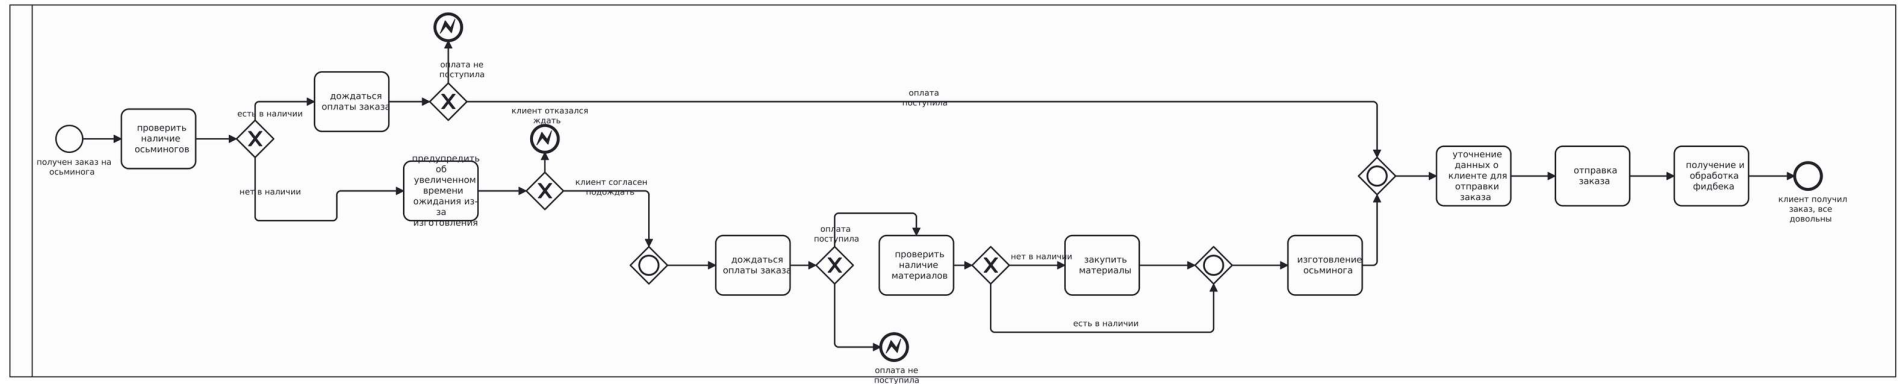 получен заказ на
осьминога
проверить
наличие
осьминогов
есть в наличии
нет в наличии
дождаться
оплаты заказа
оплата не
поступила
оплата
поступила
предупредить
об
увеличенном
времени
ожидания из-
за
изготовления
клиент отказался
ждать
клиент согласен
подождать
дождаться
оплаты заказа
оплата
поступила
оплата не
поступила
проверить
наличие
материалов
нет в наличии
есть в наличии
закупить
материалы
изготовление
осьминога
уточнение
данных о
клиенте для
отправки
заказа
отправка
заказа
получение и
обработка
фидбека
клиент получил
заказ, все
довольны